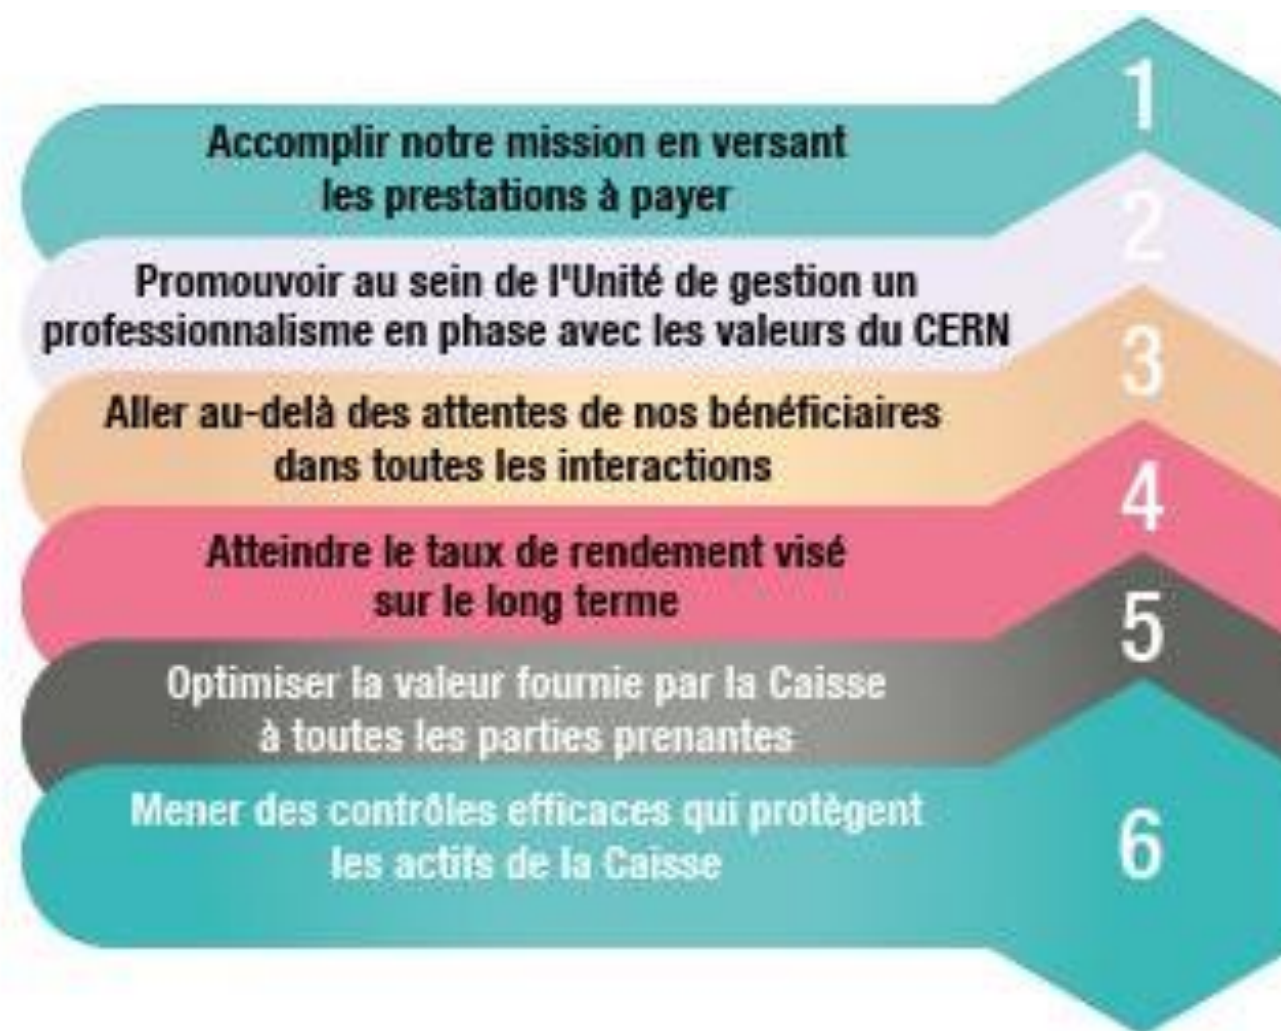 1
Accomplir notre mission en versant
les prestations à payer
2
Promouvoir au sein de l'Unité de gestion un
professionnalisme en phase avec les valeurs du CERN
3
Aller au-delà des attentes de nos bénéficiaires
dans toutes les interactions
4
Atteindre le taux de rendement visé
sur le long terme
5
Optimiser la valeur fournie par la Caisse
à toutes les parties prenantes
6
Mener des contrôles efficaces qui protègent
les actifs de la Caisse